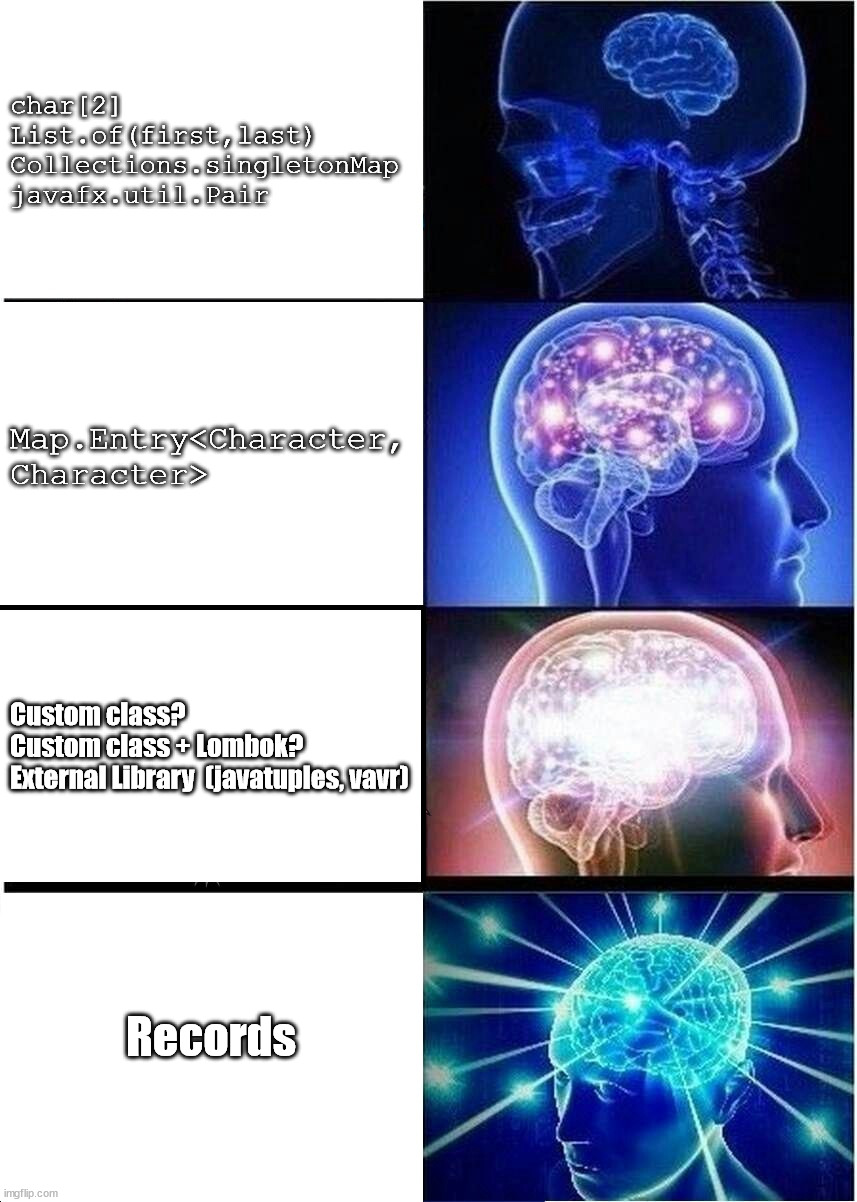 char[2]
List.of(first,last)
Collections.singletonMap
javafx.util.Pair
Map.Entry<Character,
Character>
Custom class?
Custom class + Lombok?
External Library (javatuples, vavr)
Records
imgflip.com